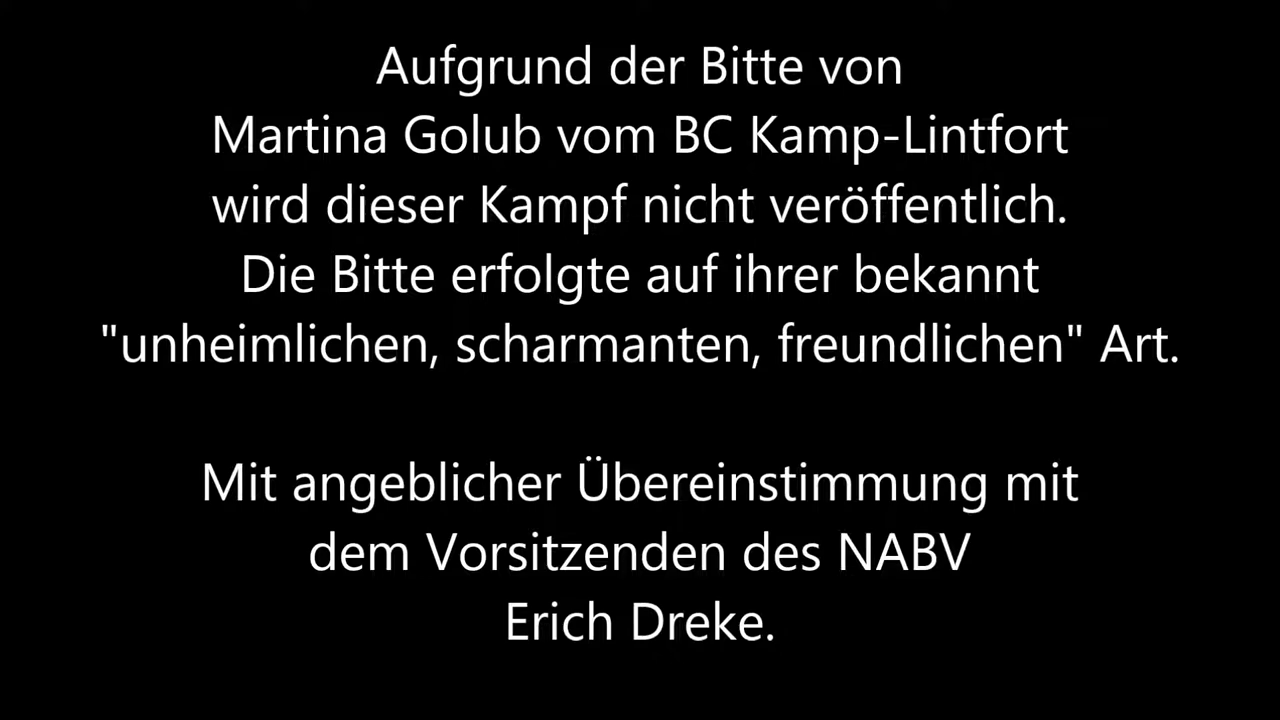 Aufgrund der Bitte von
Martina Golub vom BC Kamp-Lintfort
wird dieser Kampf nicht veröffentlich.
Die Bitte erfolgte auf ihrer bekannt
"unheimlichen, scharmanten, freundlichen" Art.
Mit angeblicher Übereinstimmung mit
dem Vorsitzenden des NABV
Erich Dreke.